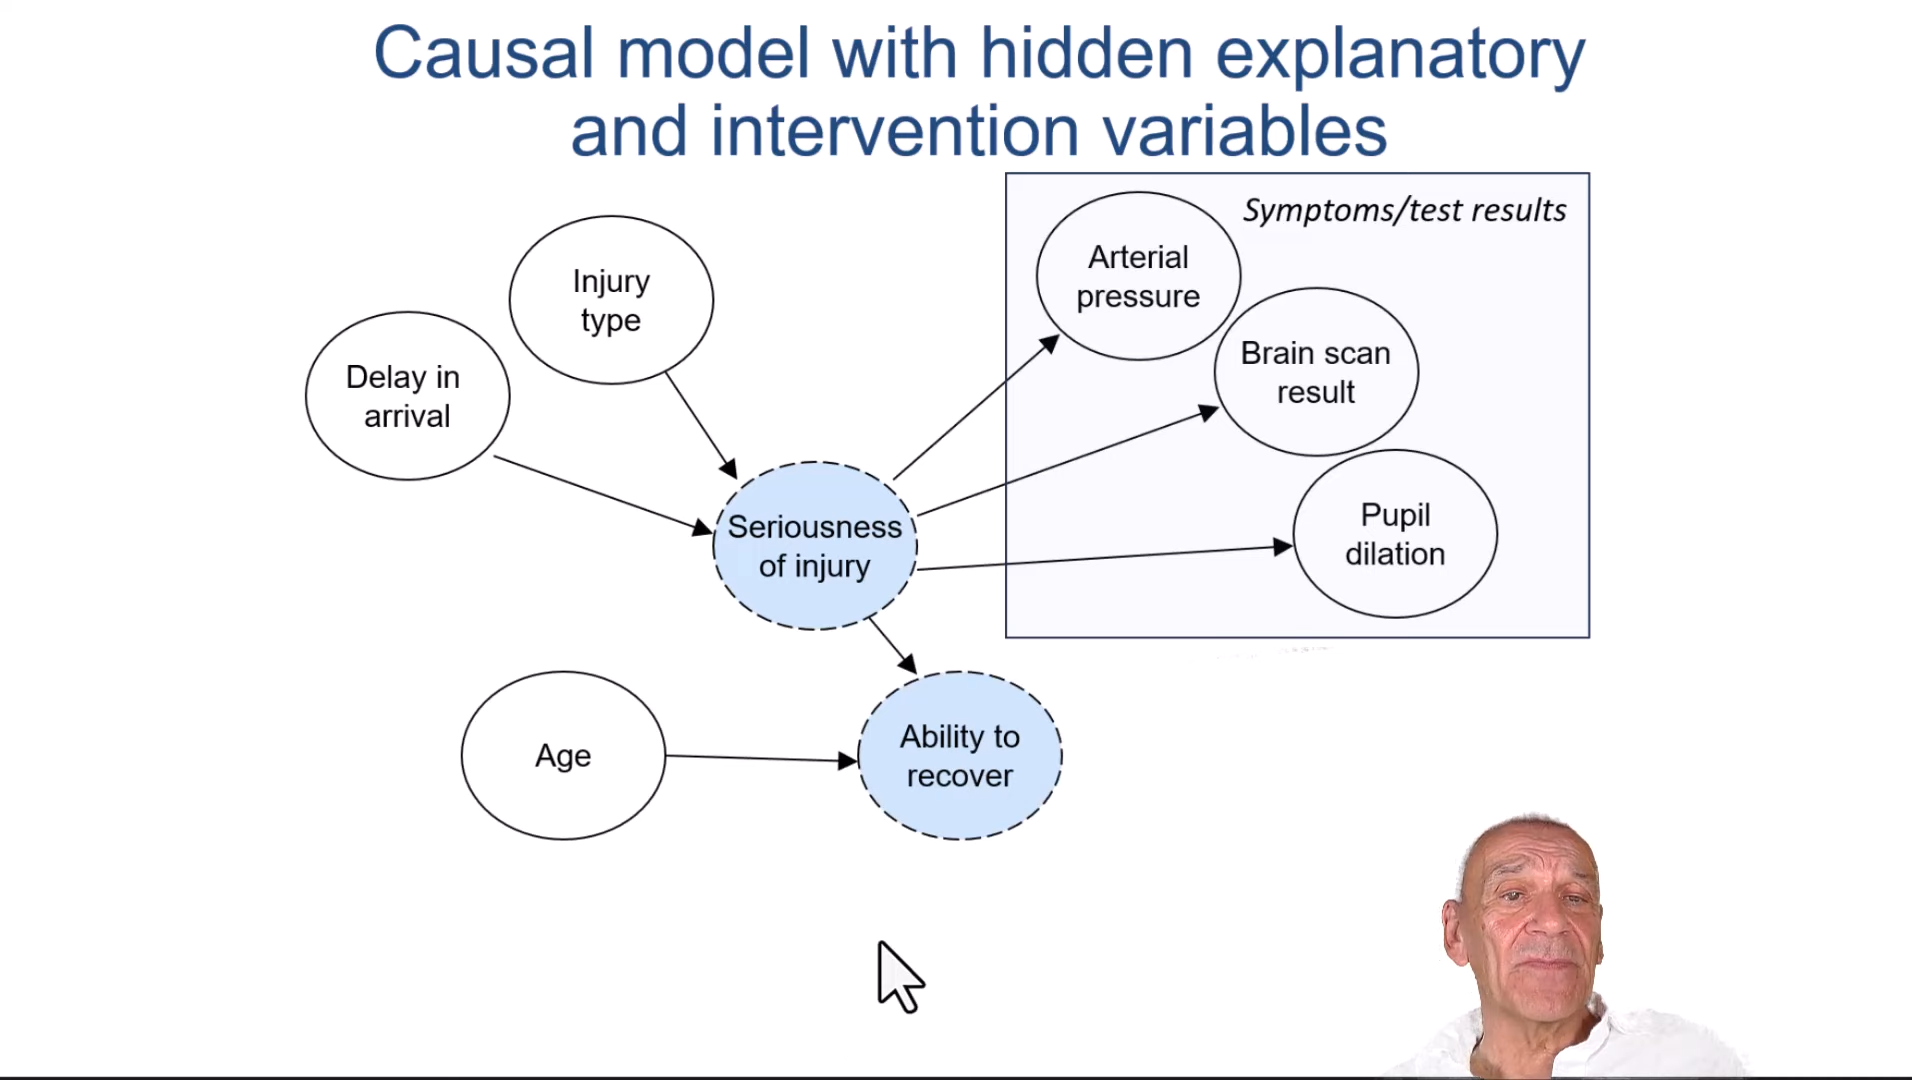 Causal model with hidden explanatory
and intervention variables
Symptoms/test results
Arterial
pressure
Injury
type
Brain scan
result
Delay in
arrival
Pupil
dilation
Seriousness
of injury
Age
Ability to
recover